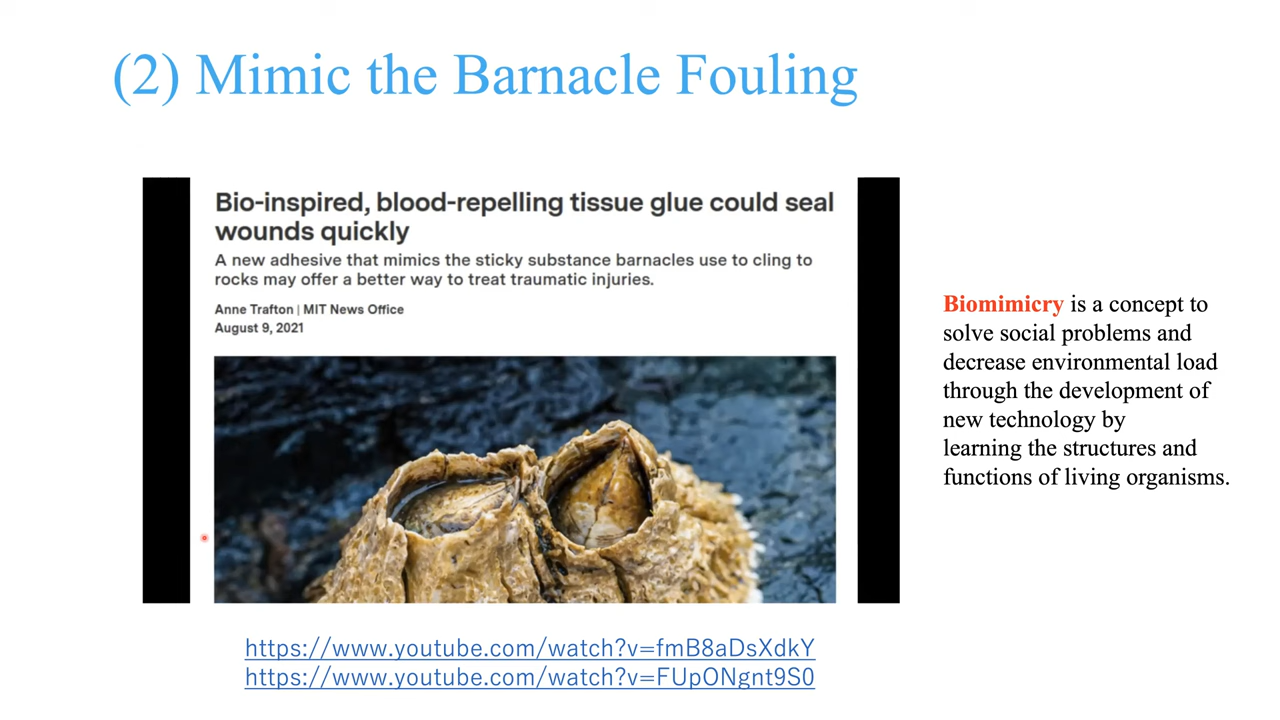 (2) Mimic the Barnacle Fouling
Bio-inspired, blood-repelling tissue glue could seal
wounds quickly
A new adhesive that mimics the sticky substance barnacles use to cling to
rocks may offer a better way to treat traumatic injuries.
Anne Trafton | MIT News Office
August 9, 2021
Biomimicry is a concept to
solve social problems and
decrease environmental load
through the development of
new technology by
learning the structures and
functions of living organisms.
https://www.youtube.com/watch?v=fmB8aDsXdkY
https://www.youtube.com/watch?v=FUpONgnt9S0